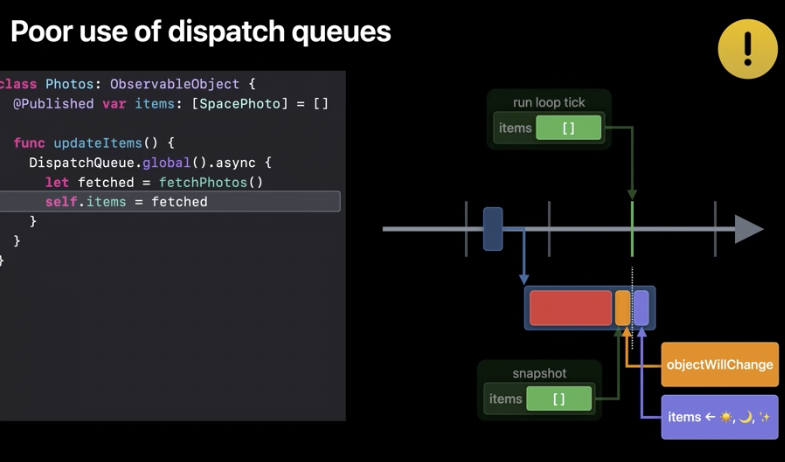 Poor use of dispatch queues
class Photos: ObservableObject {
@Published var items: [SpacePhoto] = []
func updateItems() {
DispatchQueue.global().async {
let fetched = fetchPhotos()
self.items = fetched
}
}
}
!
run loop tick
items []
snapshot
items []
objectWillChange
items ← ☀️, 🌙, ✨